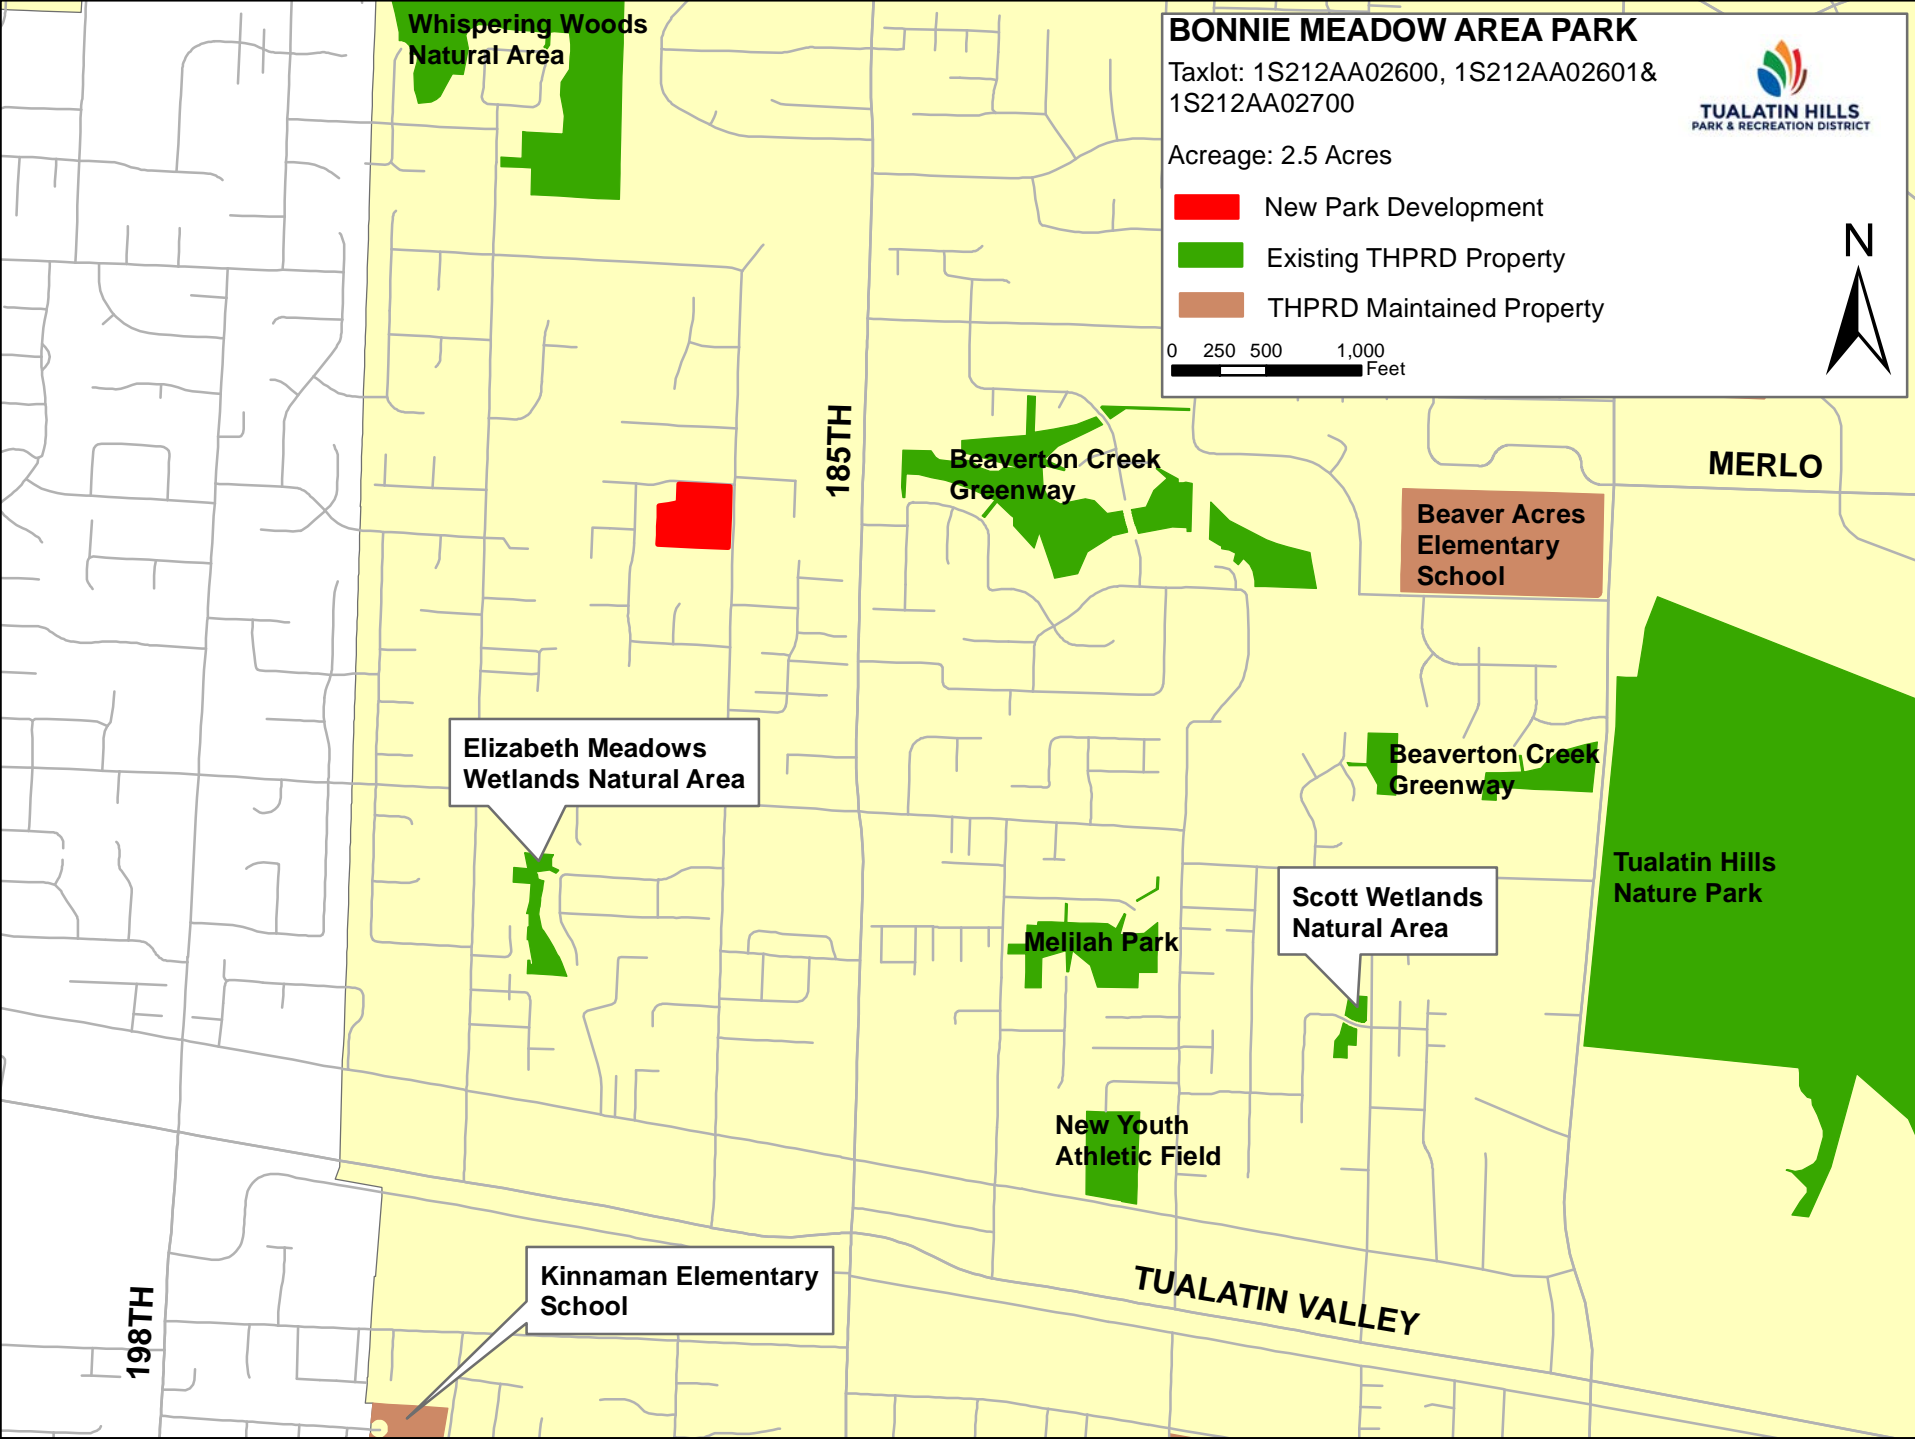 Whispering Woods
Natural Area
BONNIE MEADOW AREA PARK
Taxlot: 1S212AA02600, 1S212AA02601&
1S212AA02700
Acreage: 2.5 Acres
TUALATIN HILLS
PARK & RECREATION DISTRICT
New Park Development
Existing THPRD Property
THPRD Maintained Property
N
0 250 500 1,000
Feet
185TH
Beaverton Creek
Greenway
MERLO
Beaver Acres
Elementary
School
Elizabeth Meadows
Wetlands Natural Area
Beaverton Creek
Greenway
Tualatin Hills
Nature Park
Scott Wetlands
Natural Area
Melilah Park
New Youth
Athletic Field
Kinnaman Elementary
School
TUALATIN VALLEY
198TH